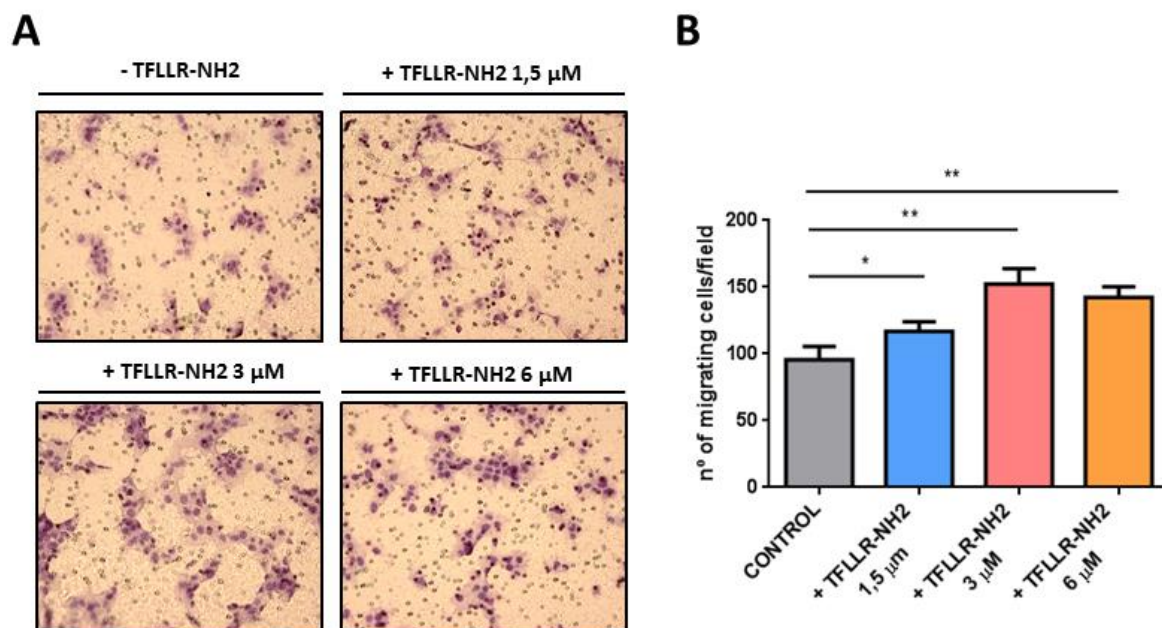 A
- TFLLR-NH2
+ TFLLR-NH2 1,5 μM
+ TFLLR-NH2 3 μM
+ TFLLR-NH2 6 μM
B
**
**
*
nº of migrating cells/field
200
150
100
50
0
CONTROL
+ TFLLR-NH2
1,5 μm
+ TFLLR-NH2
3 μM
+ TFLLR-NH2
6 μM